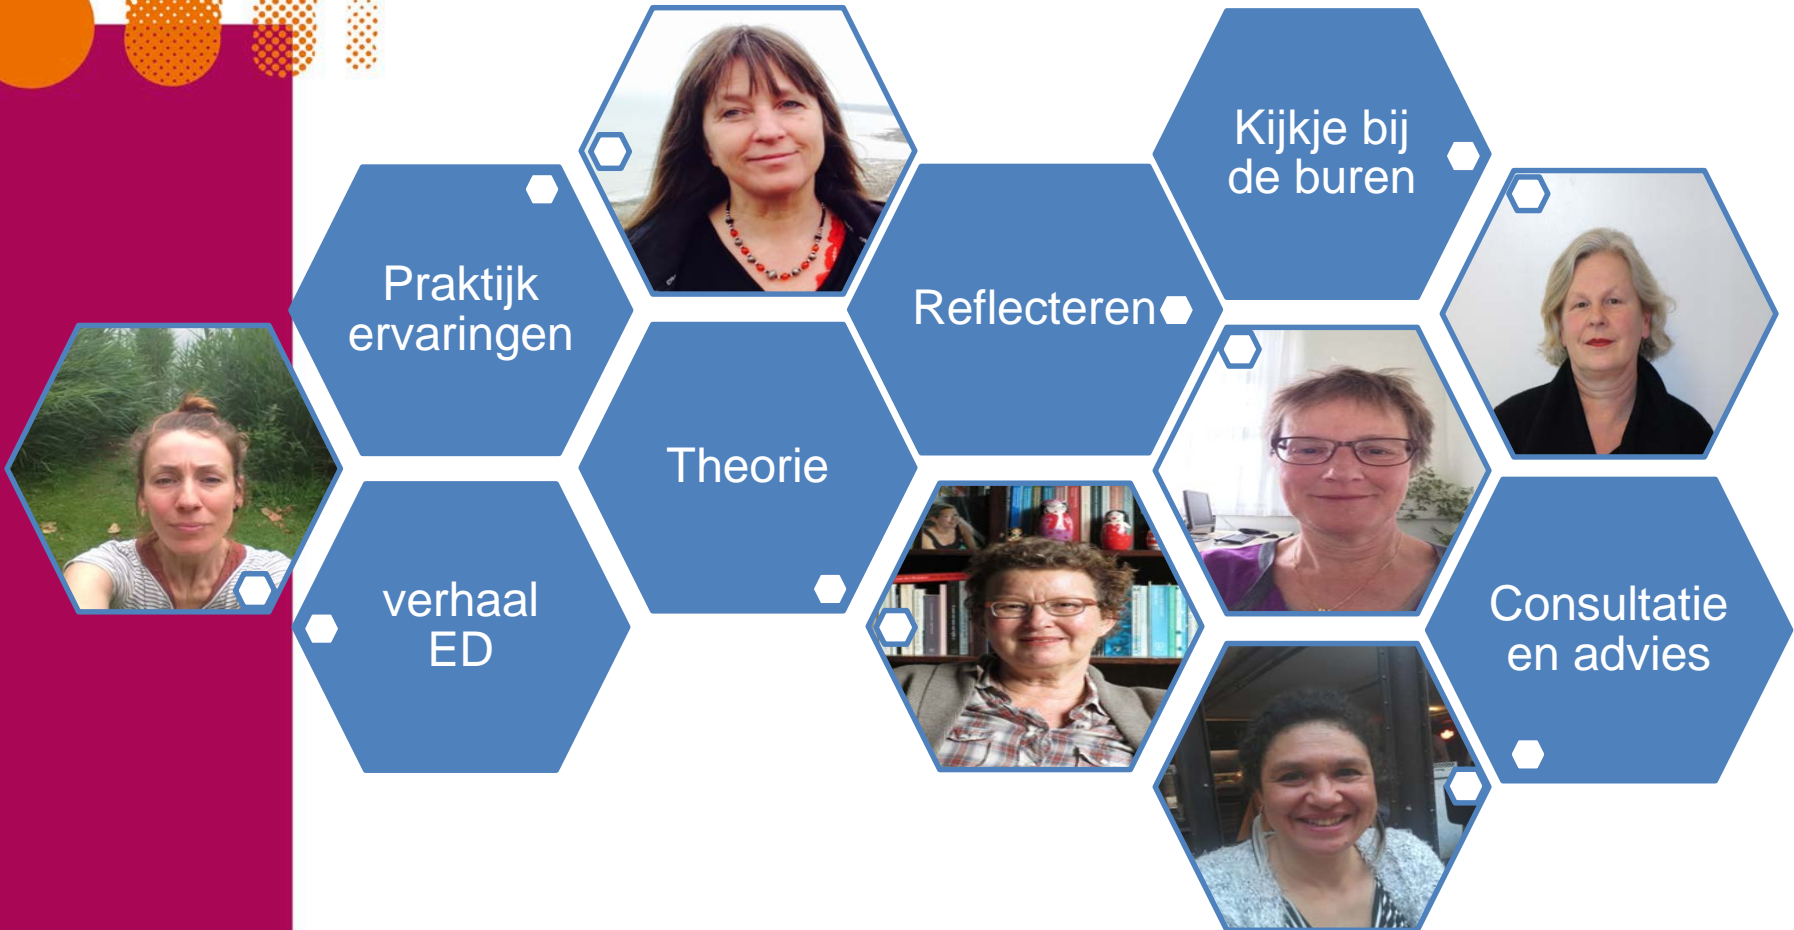 Praktijk
ervaringen
verhaal
ED
Theorie
Reflecteren
Kijkje bij
de buren
Consultatie
en advies